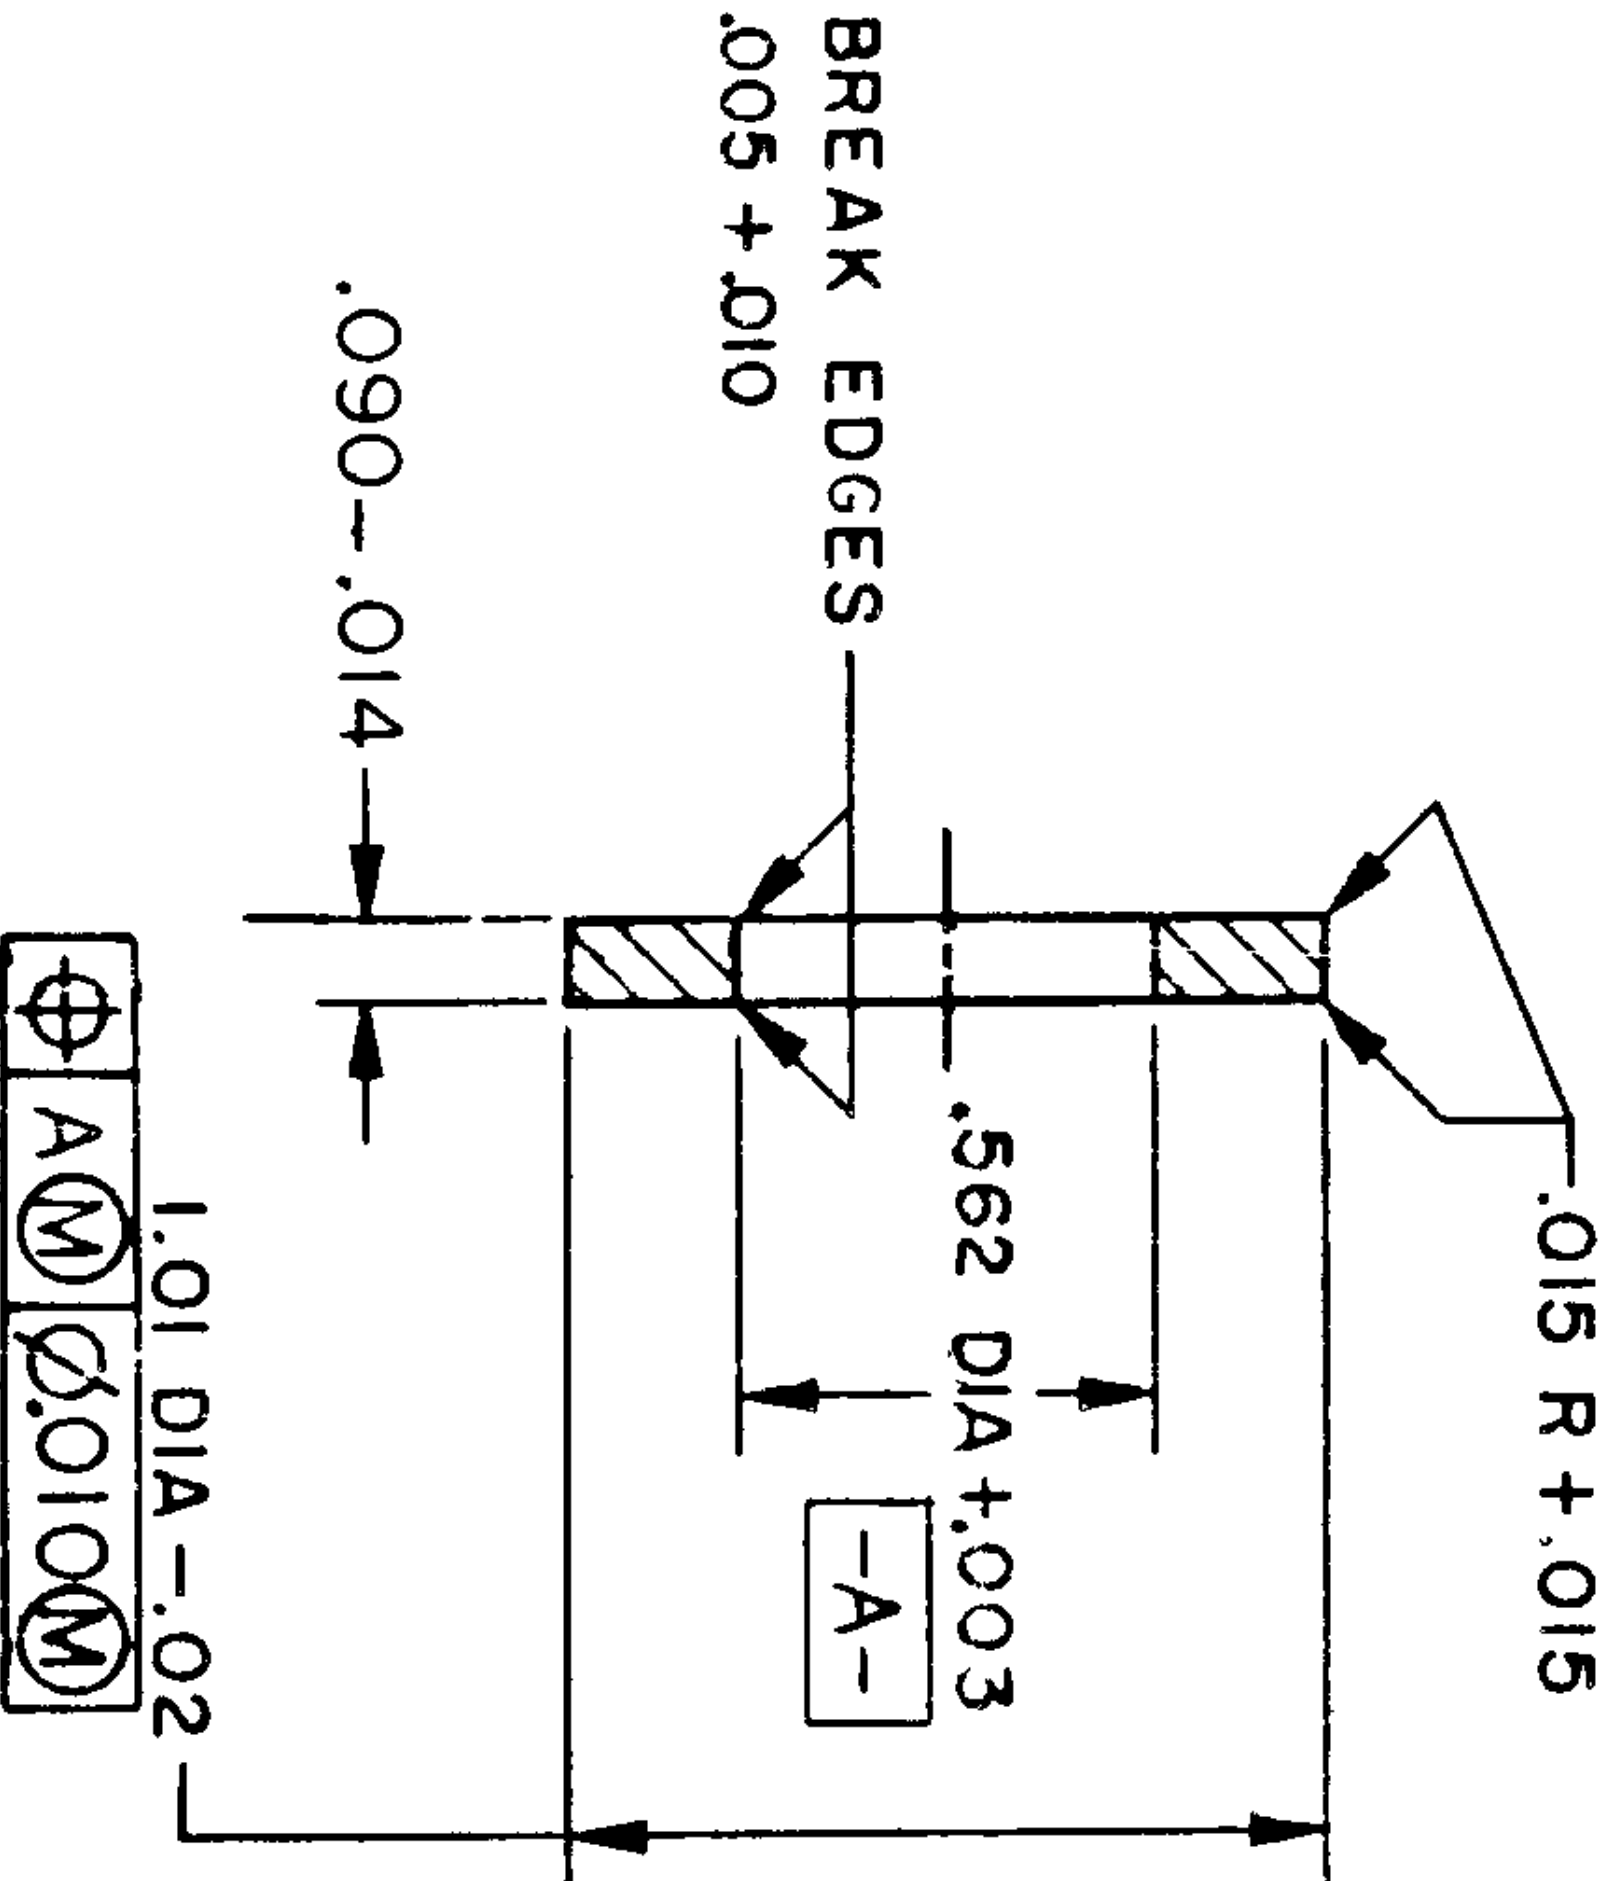 .015 R +.015
.562 DIA +.003
-A-
BREAK EDGES
.005 +.010
.090-.014
1.01 DIA -.02
⌖ A Ⓜ Ø.010 Ⓜ